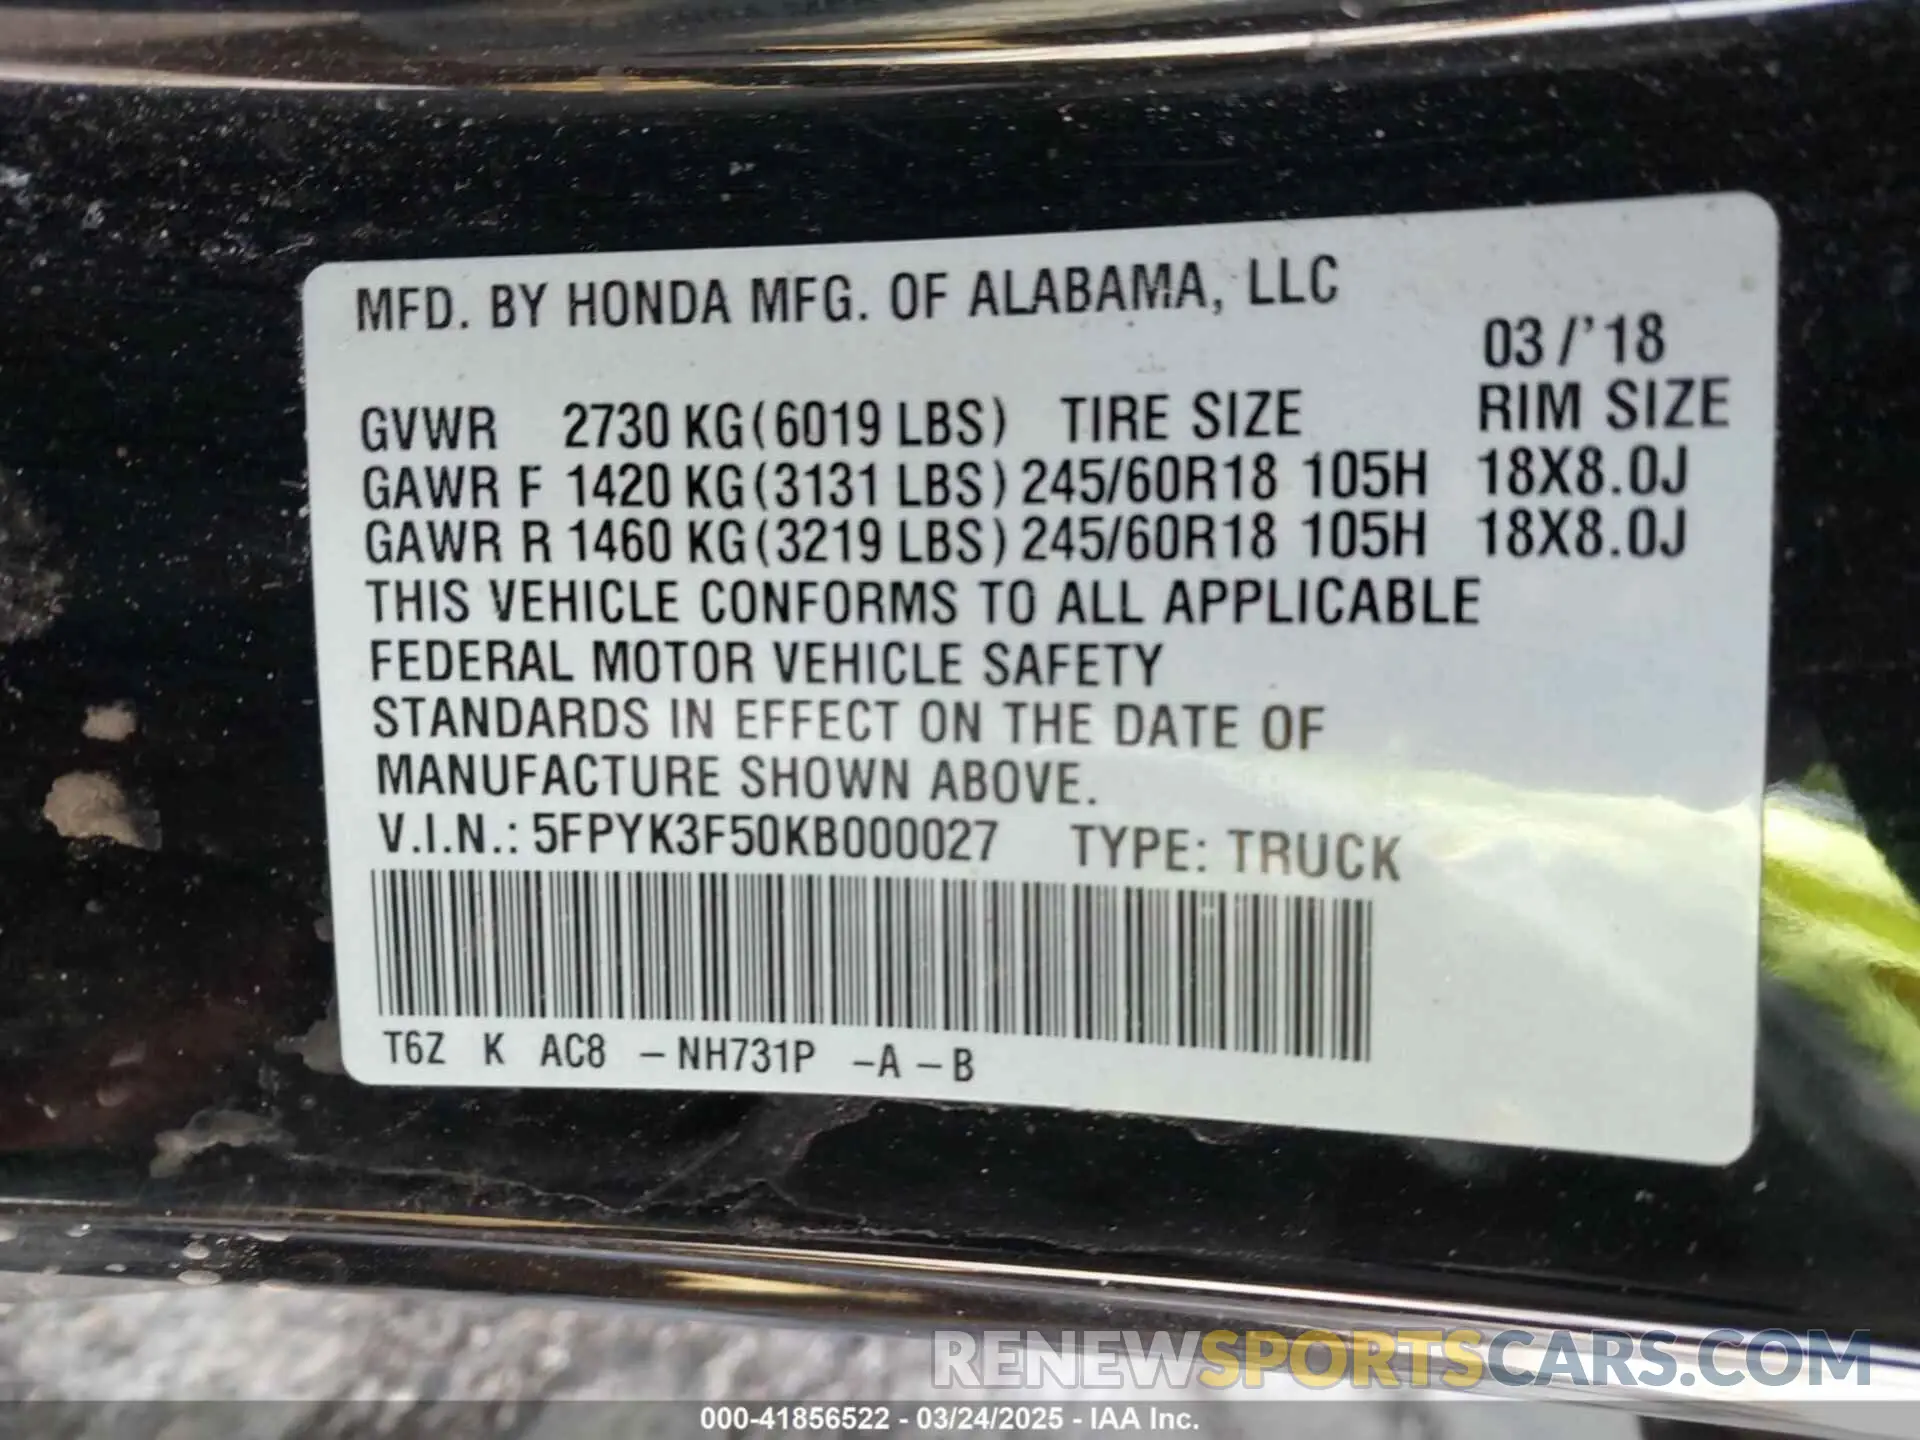 MFD. BY HONDA MFG. OF ALABAMA, LLC
03/'18
GVWR 2730 KG(6019 LBS) TIRE SIZE RIM SIZE
GAWR F 1420 KG(3131 LBS) 245/60R18 105H 18X8.0J
GAWR R 1460 KG(3219 LBS) 245/60R18 105H 18X8.0J
THIS VEHICLE CONFORMS TO ALL APPLICABLE
FEDERAL MOTOR VEHICLE SAFETY
STANDARDS IN EFFECT ON THE DATE OF
MANUFACTURE SHOWN ABOVE.
V.I.N.: 5FPYK3F50KB000027 TYPE: TRUCK
T6Z K AC8 -NH731P -A -B
RENEWSPORTSCARS.COM
000-41856522 - 03/24/2025 - IAA Inc.